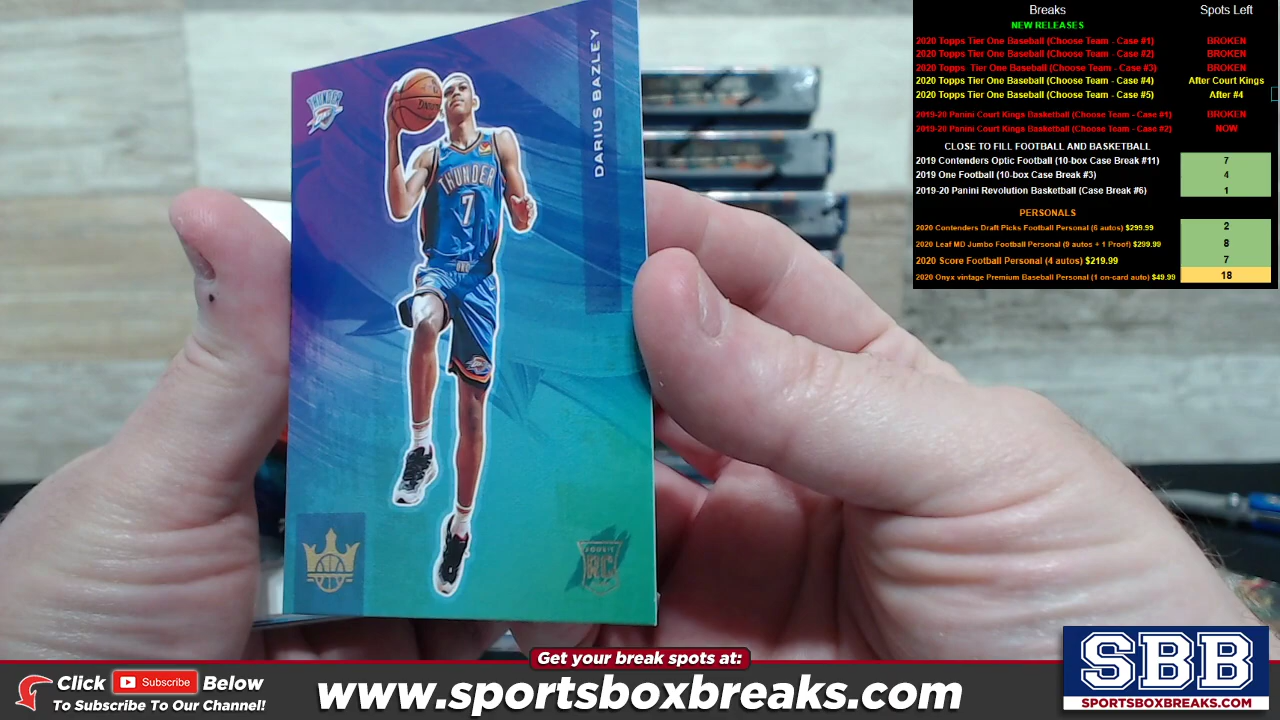 Breaks Spots Left
NEW RELEASES
2020 Topps Tier One Baseball (Choose Team - Case #1) BROKEN
2020 Topps Tier One Baseball (Choose Team - Case #2) BROKEN
2020 Topps Tier One Baseball (Choose Team - Case #3) BROKEN
2020 Topps Tier One Baseball (Choose Team - Case #4) After Court Kings
2020 Topps Tier One Baseball (Choose Team - Case #5) After #4
2019-20 Panini Court Kings Basketball (Choose Team - Case #1) BROKEN
2019-20 Panini Court Kings Basketball (Choose Team - Case #2) NOW
CLOSE TO FILL FOOTBALL AND BASKETBALL
2019 Contenders Optic Football (10-box Case Break #11) 7
2019 One Football (10-box Case Break #3) 4
2019-20 Panini Revolution Basketball (Case Break #6) 1
PERSONALS
2020 Contenders Draft Picks Football Personal (6 autos) $299.99 2
2020 Leaf MD Jumbo Football Personal (9 autos + 1 Proof) $299.99 8
2020 Score Football Personal (4 autos) $219.99 7
2020 Onyx vintage Premium Baseball Personal (1 on-card auto) $49.99 18
DARIUS BAZLEY
THUNDER
THUNDER
7
ROOKIE
RC
Get your break spots at:
Click Subscribe Below
To Subscribe To Our Channel!
www.sportsboxbreaks.com
SBB
SPORTSBOXBREAKS.COM